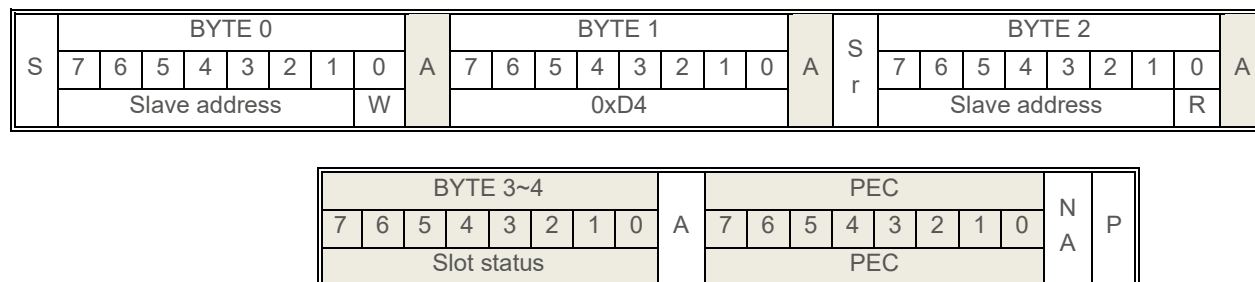 BYTE 0 BYTE 1 BYTE 2
S 7 6 5 4 3 2 1 0 A 7 6 5 4 3 2 1 0 A Sr 7 6 5 4 3 2 1 0 A
Slave address W 0xD4 Slave address R
BYTE 3~4 PEC
7 6 5 4 3 2 1 0 A 7 6 5 4 3 2 1 0 NA P
Slot status PEC